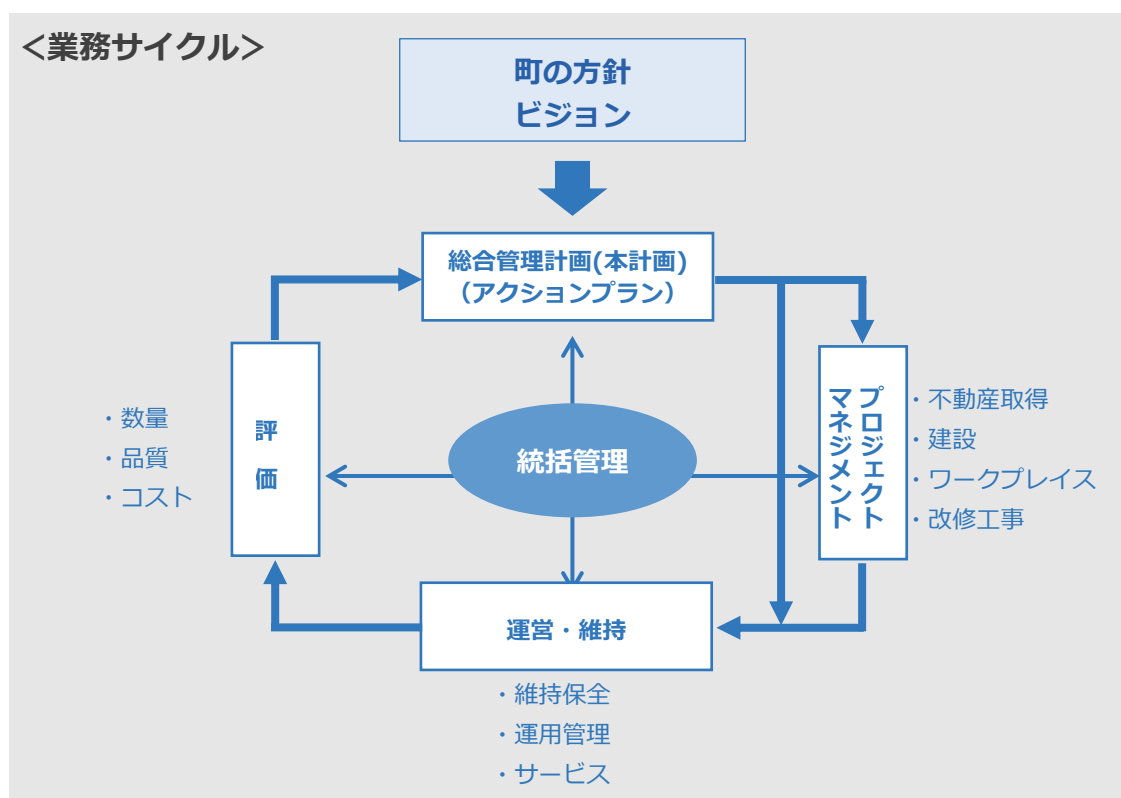 <業務サイクル>
町の方針
ビジョン
総合管理計画(本計画)
(アクションプラン)
評価
・数量
・品質
・コスト
統括管理
プロジェクト
マネジメント
・不動産取得
・建設
・ワークプレイス
・改修工事
運営・維持
・維持保全
・運用管理
・サービス